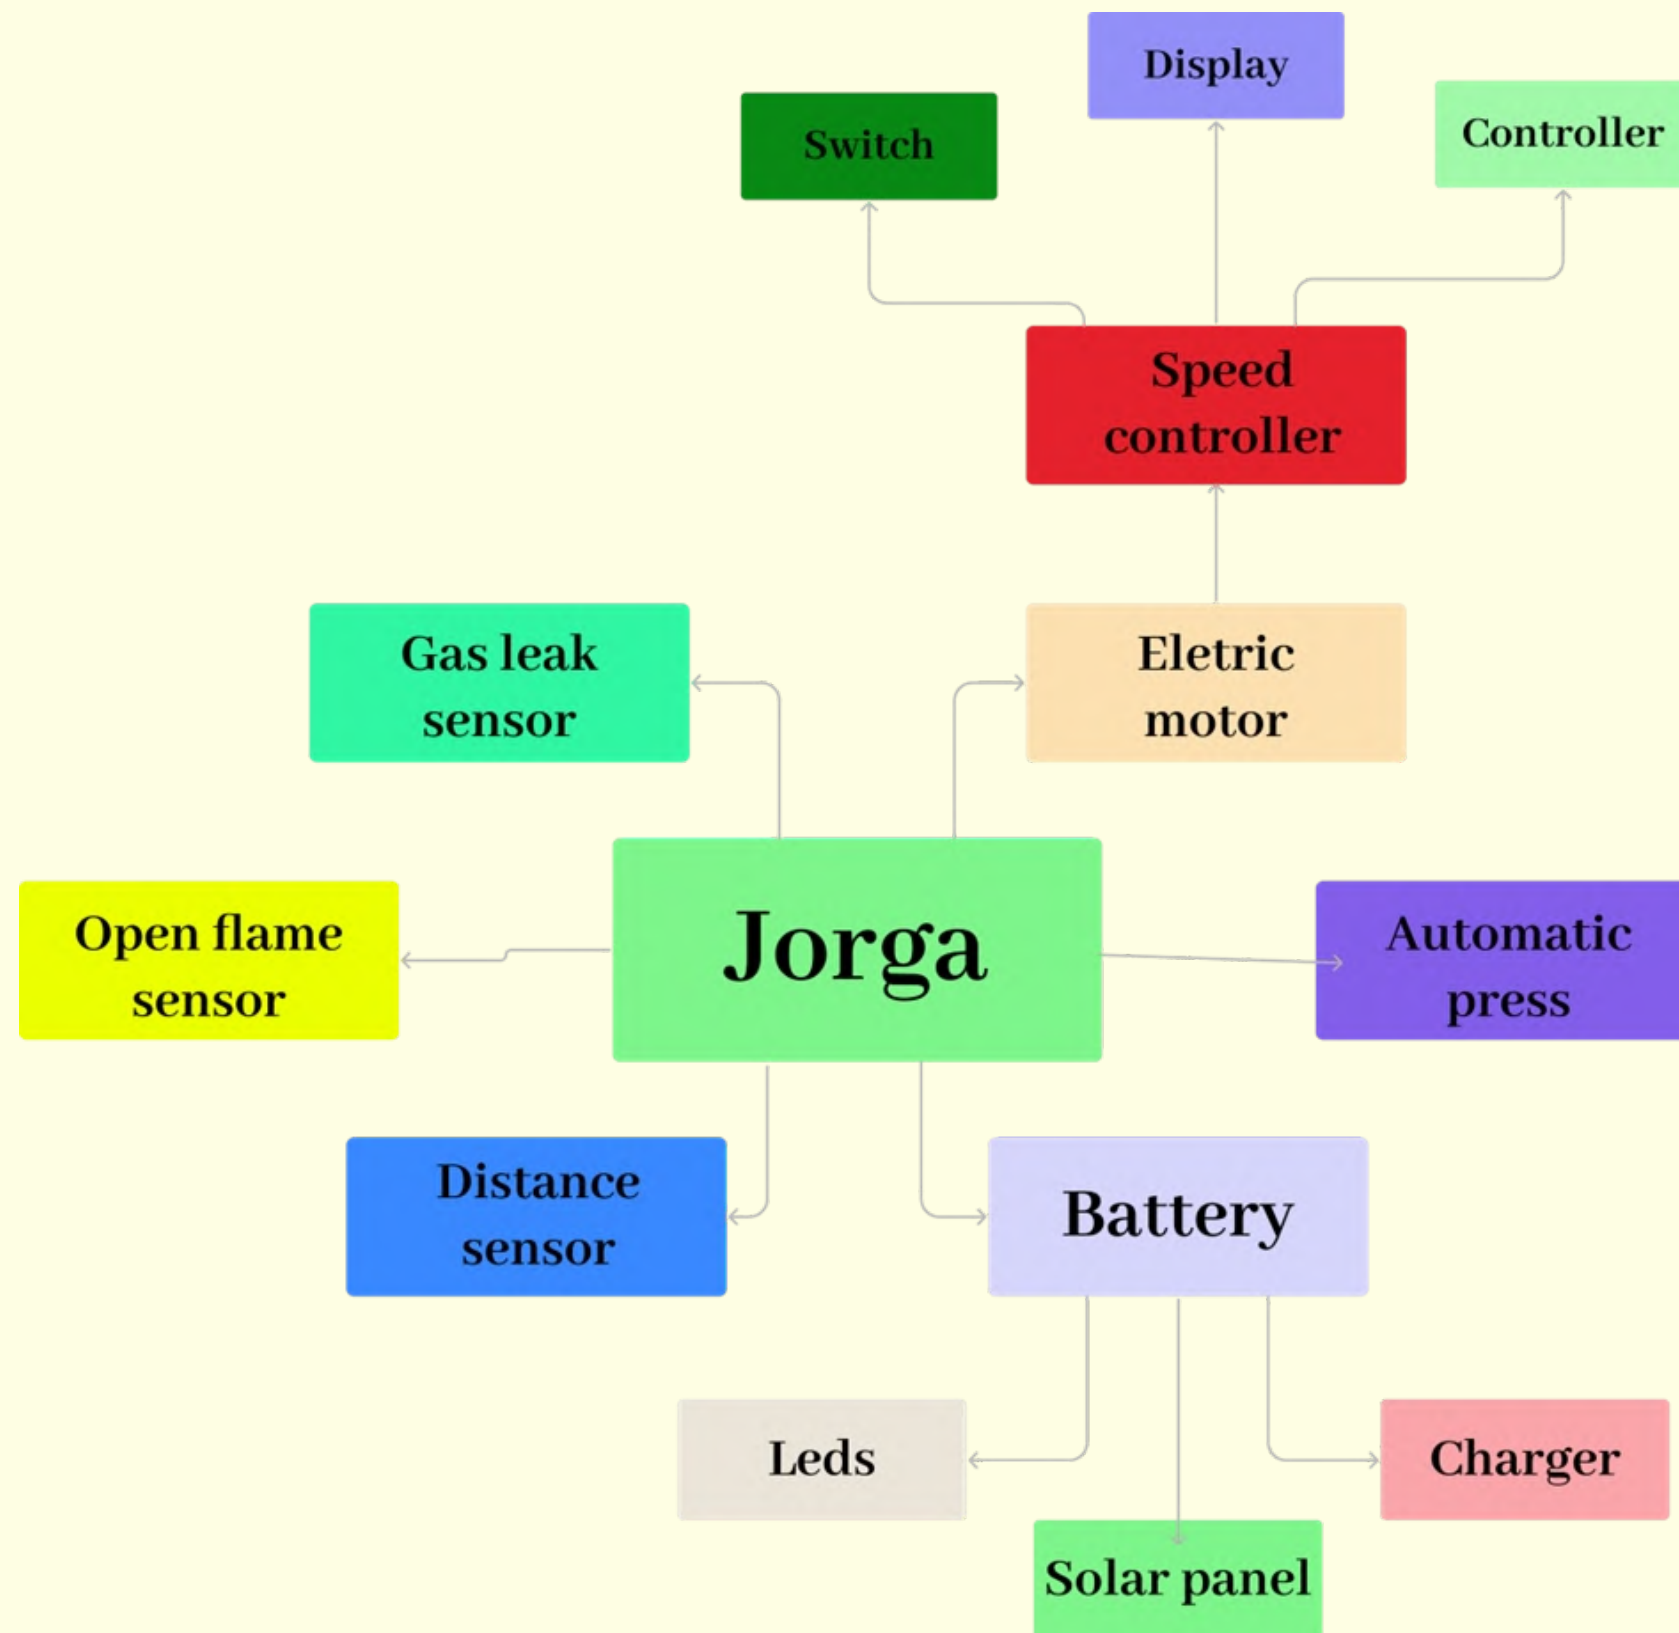 Display
Switch
Controller
Speed
controller
Gas leak
sensor
Eletric
motor
Open flame
sensor
Jorga
Automatic
press
Distance
sensor
Battery
Leds
Charger
Solar panel